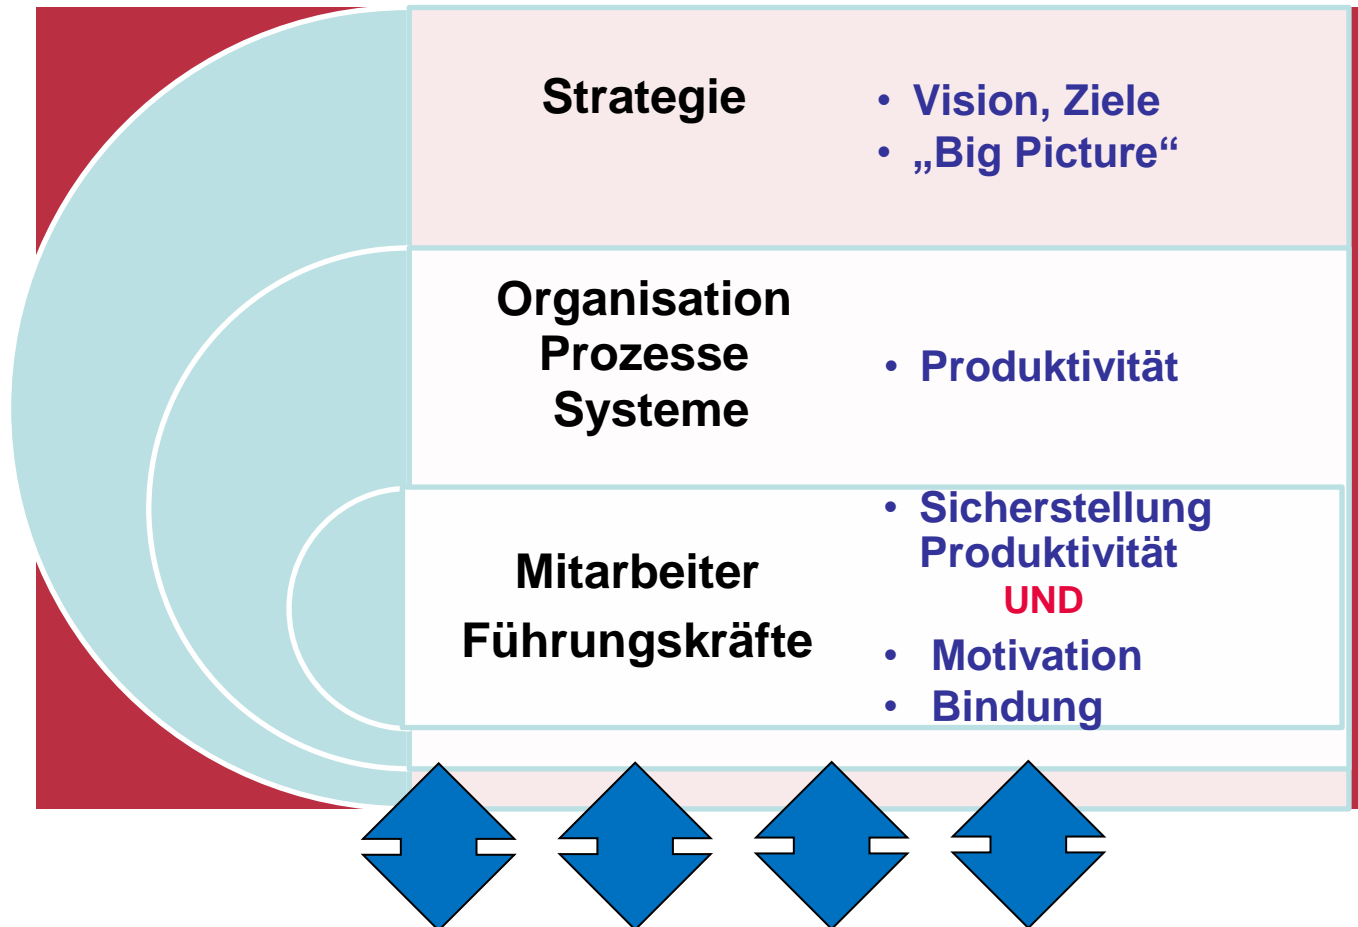 Strategie
• Vision, Ziele
• „Big Picture“
Organisation
Prozesse
Systeme
• Produktivität
Mitarbeiter
Führungskräfte
• Sicherstellung
Produktivität
UND
• Motivation
• Bindung